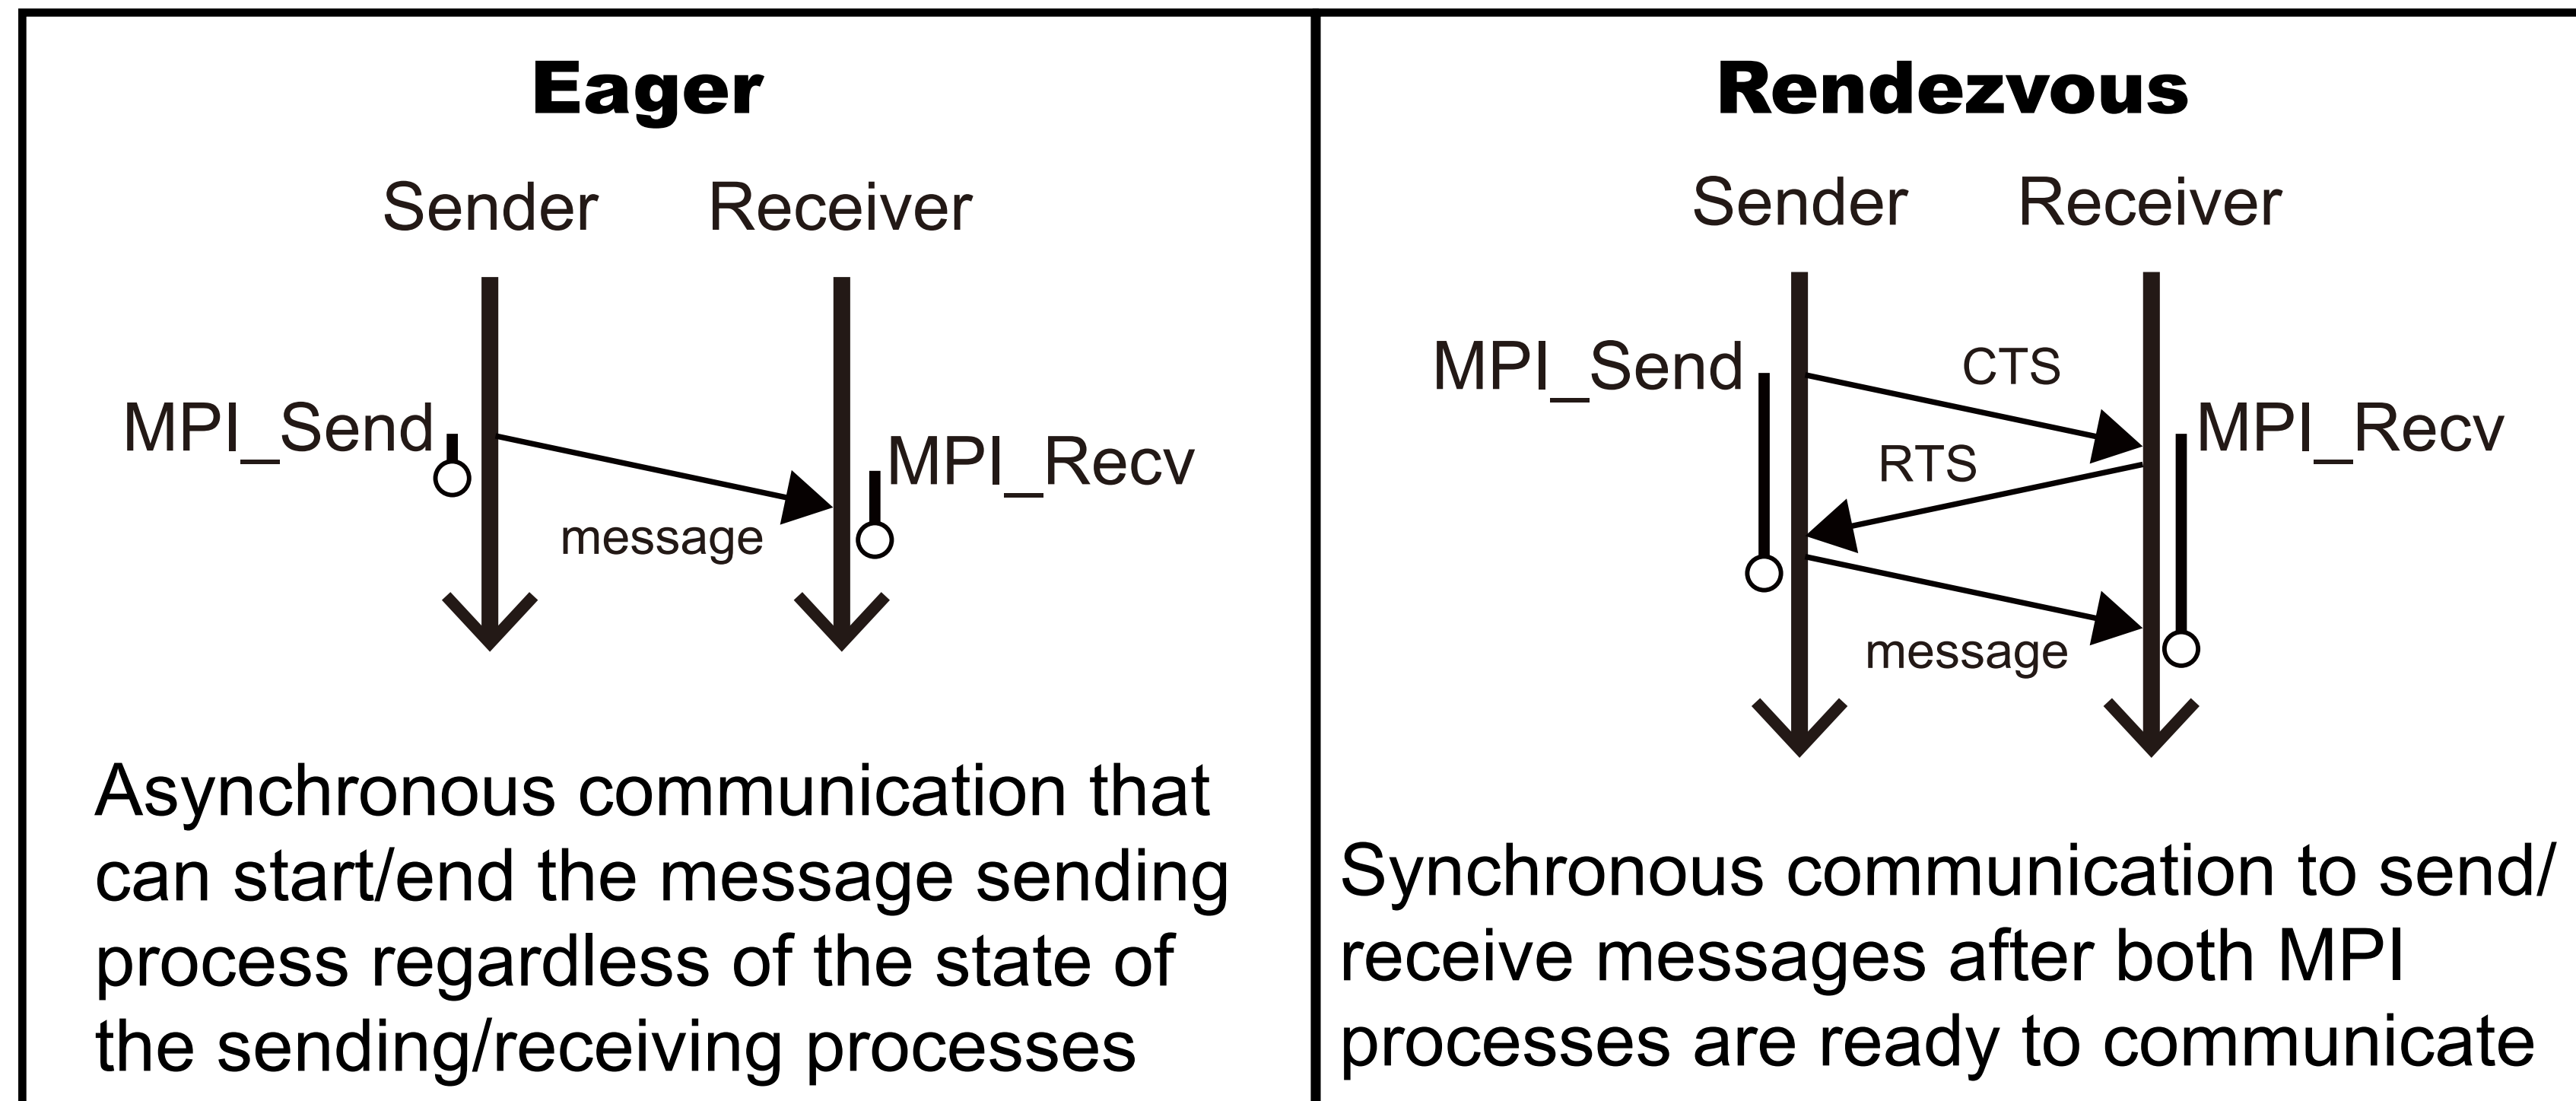 Eager
Sender Receiver
MPI_Send
MPI_Recv
message
Asynchronous communication that
can start/end the message sending
process regardless of the state of
the sending/receiving processes
Rendezvous
Sender Receiver
MPI_Send
CTS
MPI_Recv
RTS
message
Synchronous communication to send/
receive messages after both MPI
processes are ready to communicate